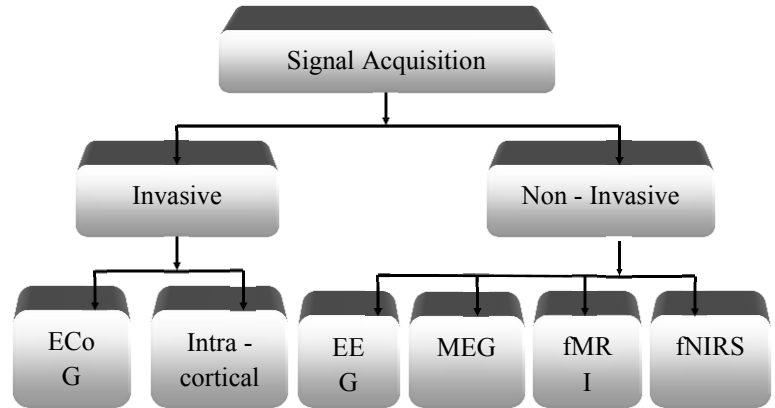 Signal Acquisition
Invasive
Non - Invasive
ECo
G
Intra -
cortical
EE
G
MEG
fMR
I
fNIRS